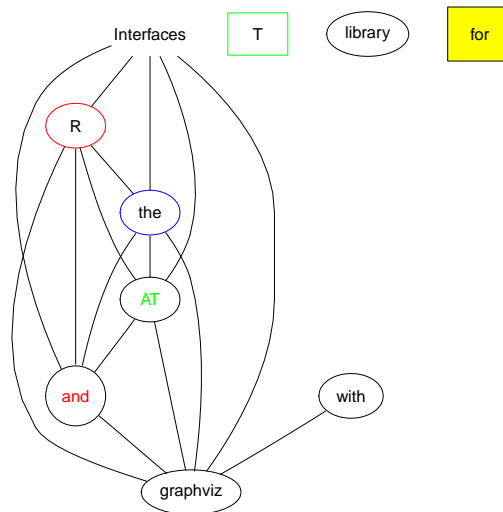 Interfaces
T
library
for
R
the
AT
and
with
graphviz